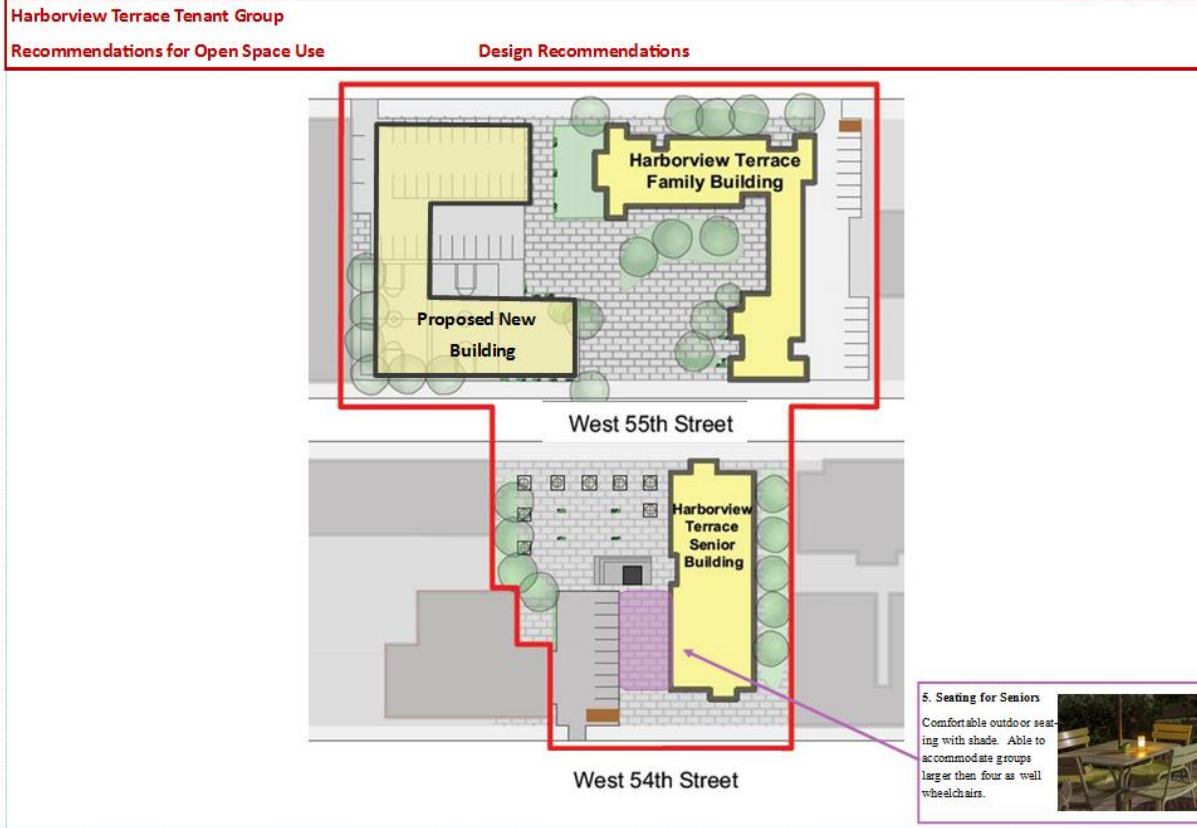 Harborview Terrace Tenant Group
Recommendations for Open Space Use Design Recommendations
Harborview Terrace
Family Building
Proposed New
Building
West 55th Street
Harborview
Terrace
Senior
Building
West 54th Street
5. Seating for Seniors
Comfortable outdoor seat-
ing with shade. Able to
accommodate groups
larger then four as well
wheelchairs.